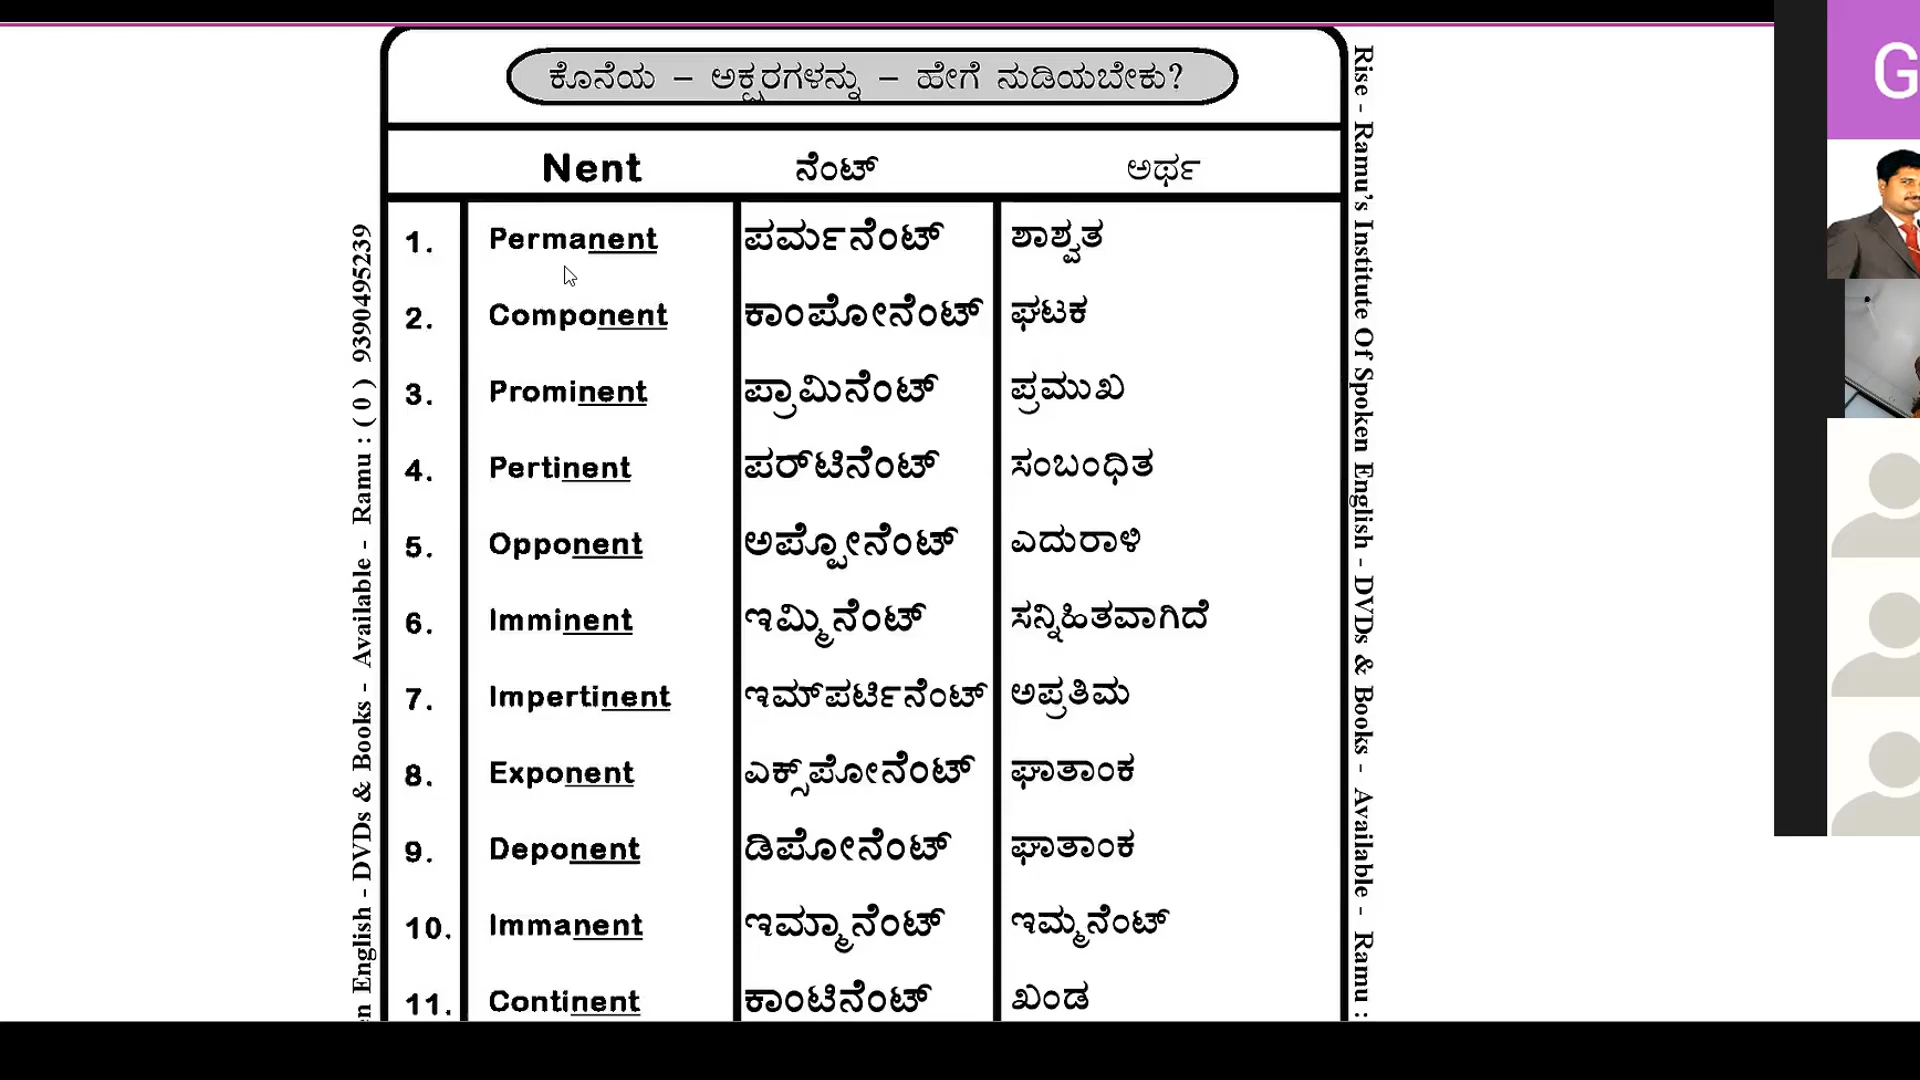 ಕೊನೆಯ – ಅಕ್ಷರಗಳನ್ನು – ಹೇಗೆ ನುಡಿಯಬೇಕು?
Nent ನೆಂಟ್ ಅರ್ಥ
1. Permanent ಪರ್ಮನೆಂಟ್ ಶಾಶ್ವತ
2. Component ಕಾಂಪೋನೆಂಟ್ ಘಟಕ
3. Prominent ಪ್ರಾಮಿನೆಂಟ್ ಪ್ರಮುಖ
4. Pertinent ಪರ್‌ಟಿನೆಂಟ್ ಸಂಬಂಧಿತ
5. Opponent ಅಪ್ಪೋನೆಂಟ್ ಎದುರಾಳಿ
6. Imminent ಇಮ್ಮಿನೆಂಟ್ ಸನ್ನಿಹಿತವಾಗಿದೆ
7. Impertinent ಇಮ್‌ಪರ್ಟಿನೆಂಟ್ ಅಪ್ರತಿಮ
8. Exponent ಎಕ್ಸ್‌ಪೋನೆಂಟ್ ಘಾತಾಂಕ
9. Deponent ಡಿಪೋನೆಂಟ್ ಘಾತಾಂಕ
10. Immanent ಇಮ್ಮಾನೆಂಟ್ ಇಮ್ಮನೆಂಟ್
11. Continent ಕಾಂಟಿನೆಂಟ್ ಖಂಡ
n English - DVDs & Books - Available - Ramu : ( 0 ) 9390495239
Rise - Ramu's Institute Of Spoken English - DVDs & Books - Available - Ramu :
G